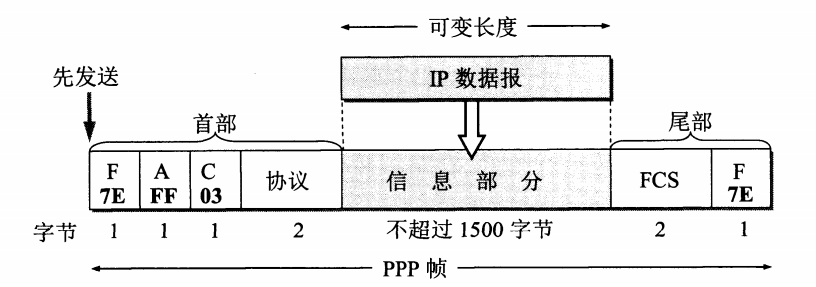 可变长度
IP 数据报
先发送
首部
尾部
F A C 协议 信息部分 FCS F
7E FF 03 7E
字节 1 1 1 2 不超过 1500 字节 2 1
PPP 帧